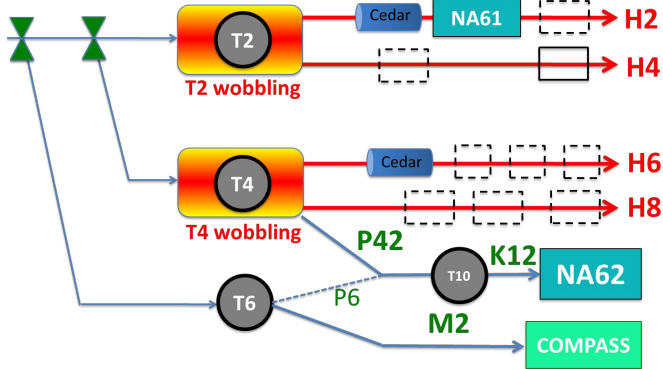 Cedar
NA61
H2
T2
T2 wobbling
H4
Cedar
H6
T4
H8
T4 wobbling
P42
K12
T10
NA62
T6
P6
M2
COMPASS